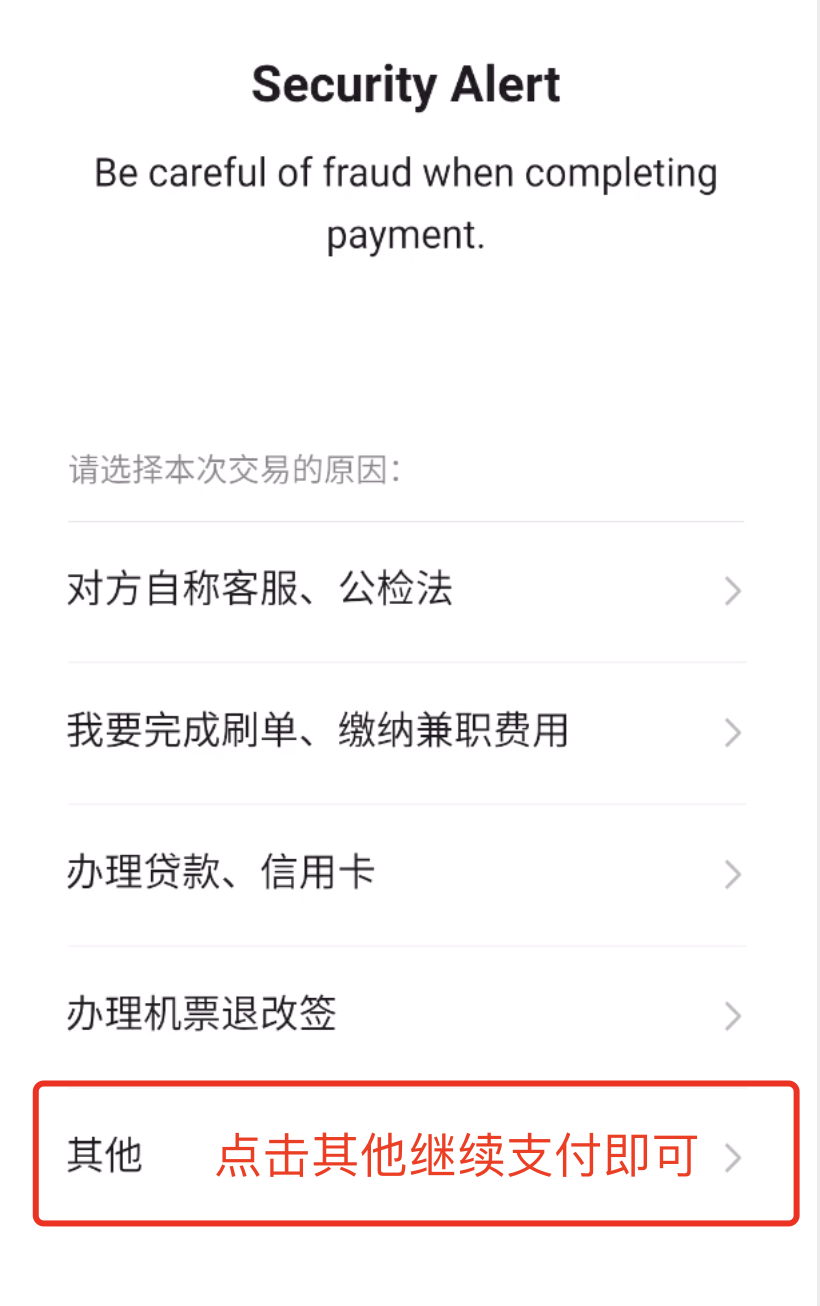 Security Alert
Be careful of fraud when completing
payment.
请选择本次交易的原因：
对方自称客服、公检法
我要完成刷单、缴纳兼职费用
办理贷款、信用卡
办理机票退改签
其他 点击其他继续支付即可